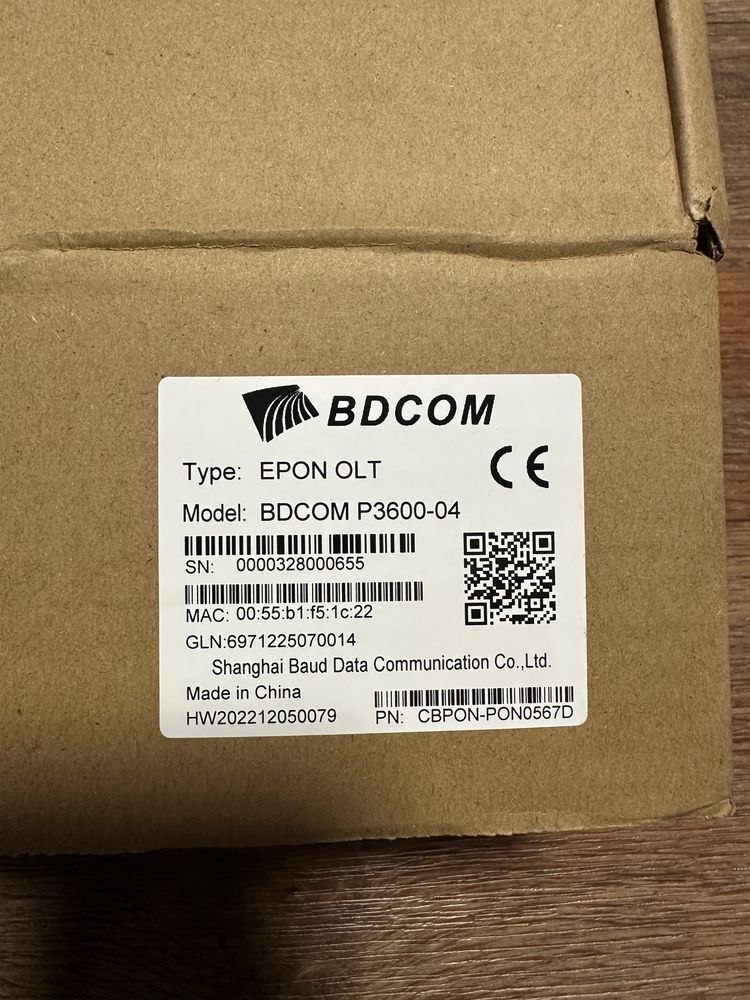 BDCOM
Type: EPON OLT
CE
Model: BDCOM P3600-04
SN: 0000328000655
MAC: 00:55:b1:f5:1c:22
GLN:6971225070014
Shanghai Baud Data Communication Co.,Ltd.
Made in China
HW202212050079 PN: CBPON-PON0567D